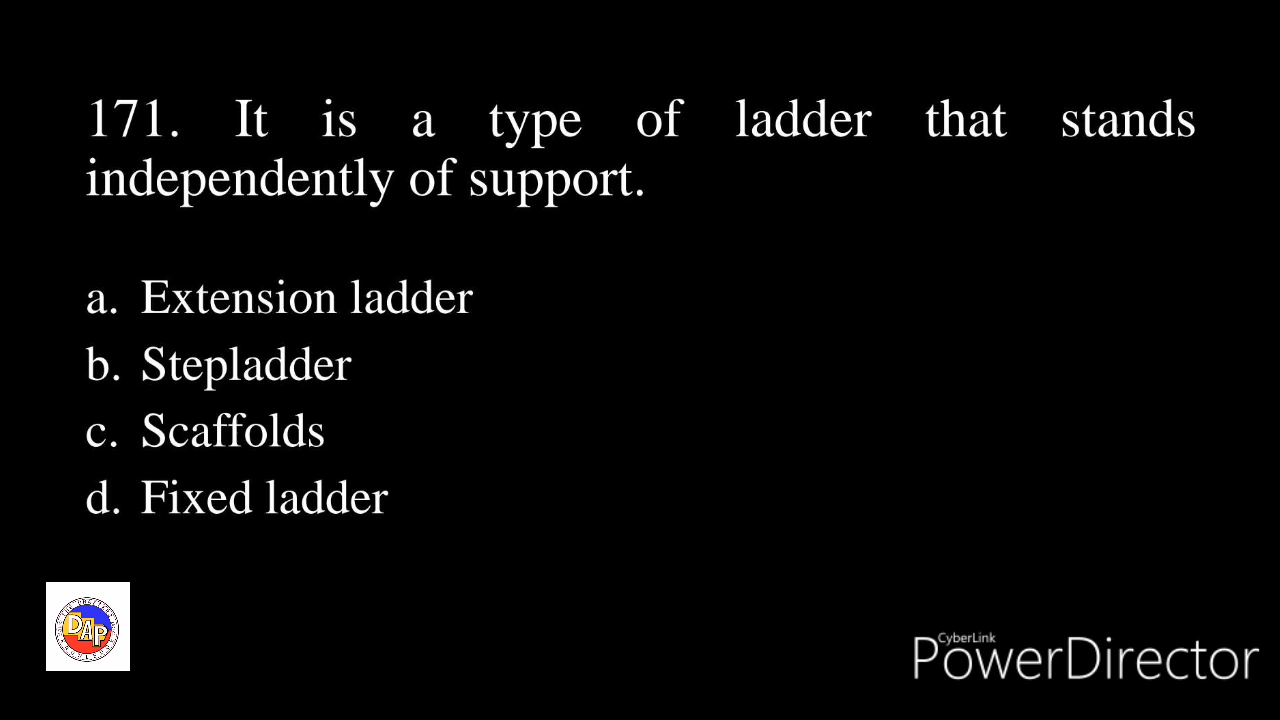 171. It is a type of ladder that stands
independently of support.
a. Extension ladder
b. Stepladder
c. Scaffolds
d. Fixed ladder
DAP
CyberLink
PowerDirector